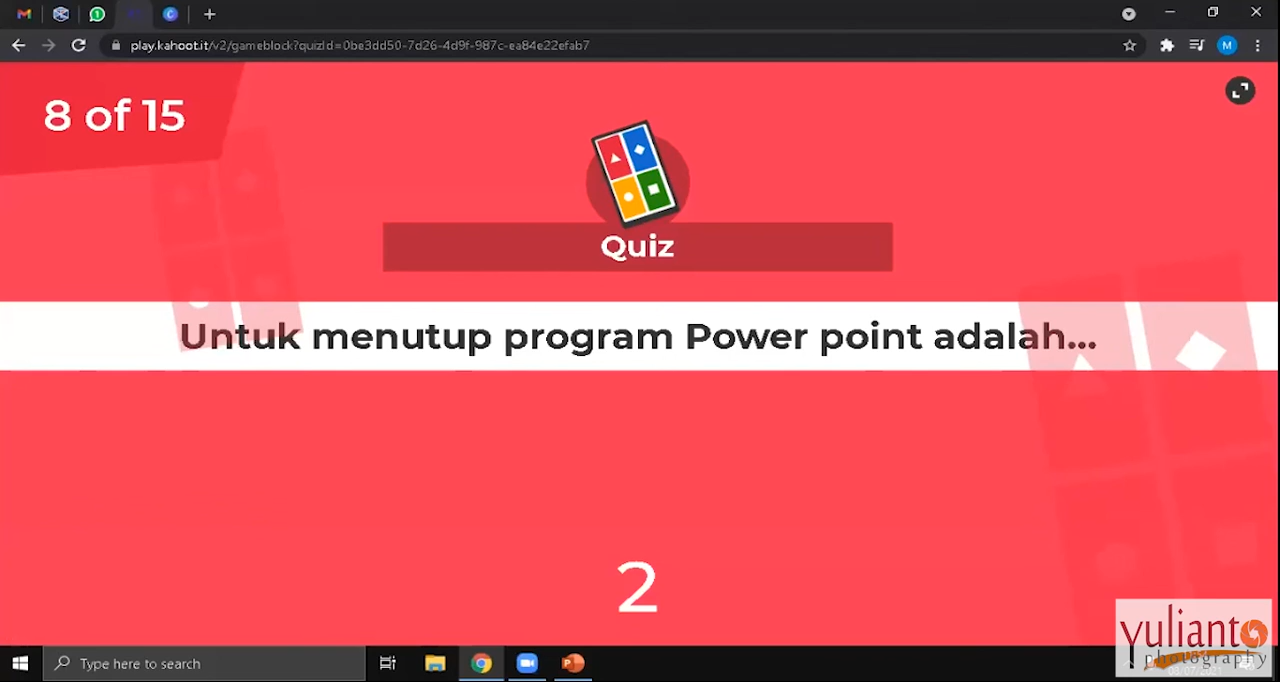 play.kahoot.it/v2/gameblock?quizId=0be3dd50-7d26-4d9f-987c-ea84e22efab7
M
8 of 15
Quiz
Untuk menutup program Power point adalah...
2
Type here to search
yulianto
photography